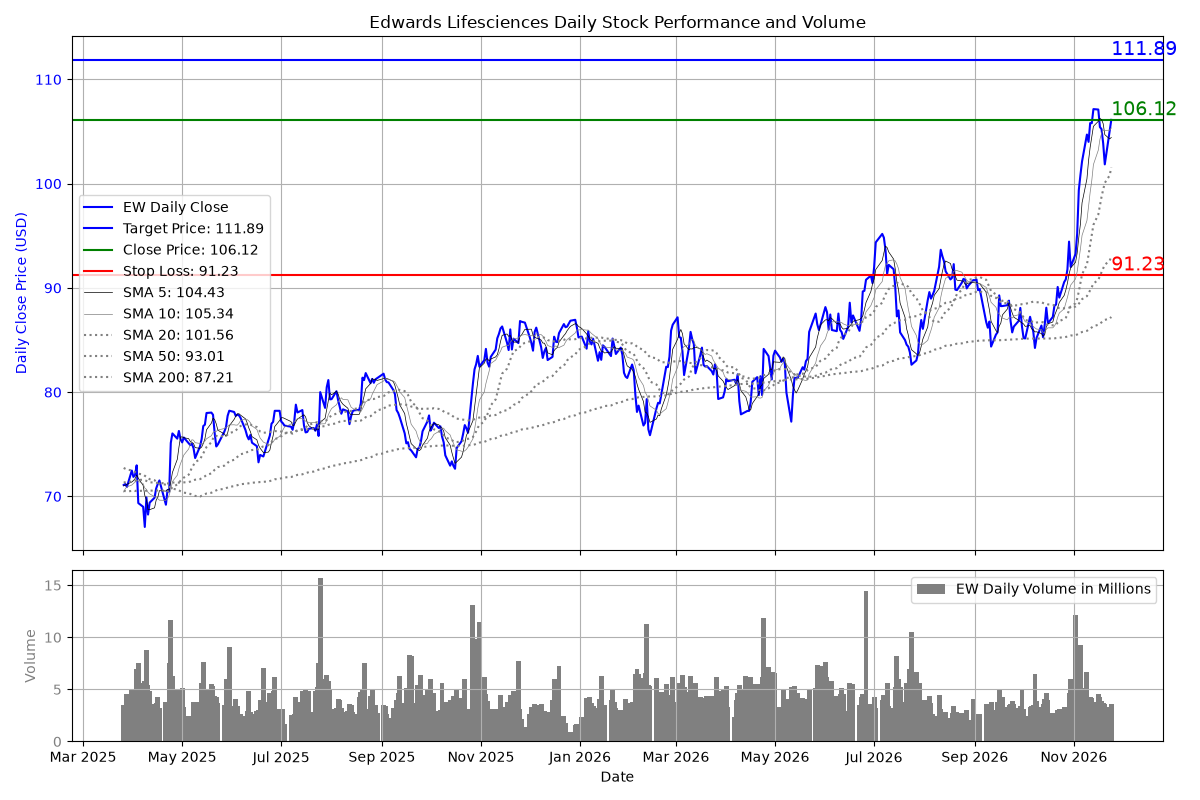 Edwards Lifesciences Daily Stock Performance and Volume
111.89
110
106.12
100
EW Daily Close
Target Price: 111.89
Close Price: 106.12
Stop Loss: 91.23
SMA 5: 104.43
SMA 10: 105.34
SMA 20: 101.56
SMA 50: 93.01
SMA 200: 87.21
91.23
90
80
70
Daily Close Price (USD)
EW Daily Volume in Millions
15
10
5
0
Volume
Mar 2025 May 2025 Jul 2025 Sep 2025 Nov 2025 Jan 2026 Mar 2026 May 2026 Jul 2026 Sep 2026 Nov 2026
Date